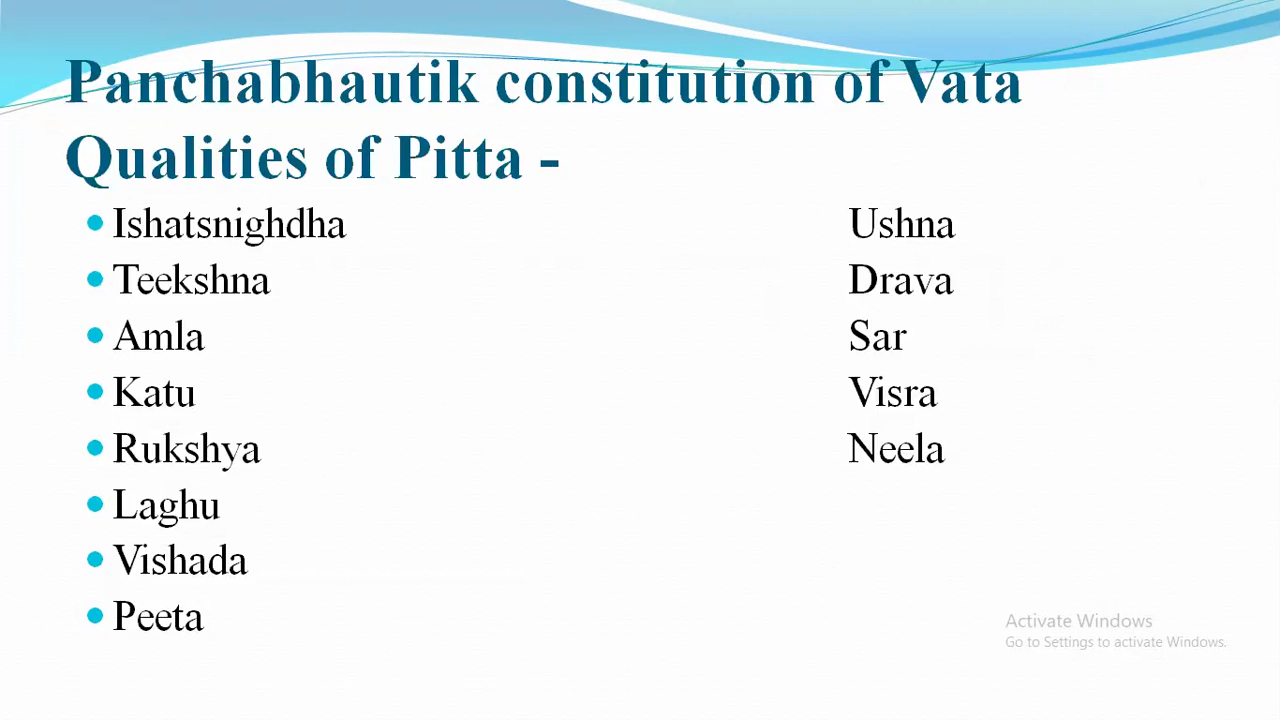 Panchabhautik constitution of Vata
Qualities of Pitta -
Ishatsnighdha Ushna
Teekshna Drava
Amla Sar
Katu Visra
Rukshya Neela
Laghu
Vishada
Peeta
Activate Windows
Go to Settings to activate Windows.